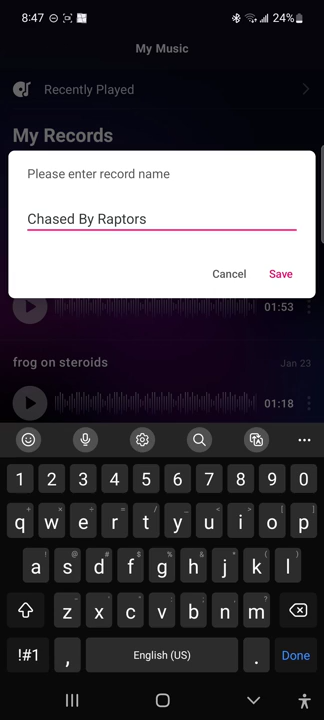 8:47
24%
My Music
Recently Played
My Records
Please enter record name
Chased By Raptors
Cancel
Save
01:53
frog on steroids
Jan 23
01:18
1 2 3 4 5 6 7 8 9 0
q w e r t y u i o p
a s d f g h j k l
z x c v b n m
!#1 , English (US) . Done